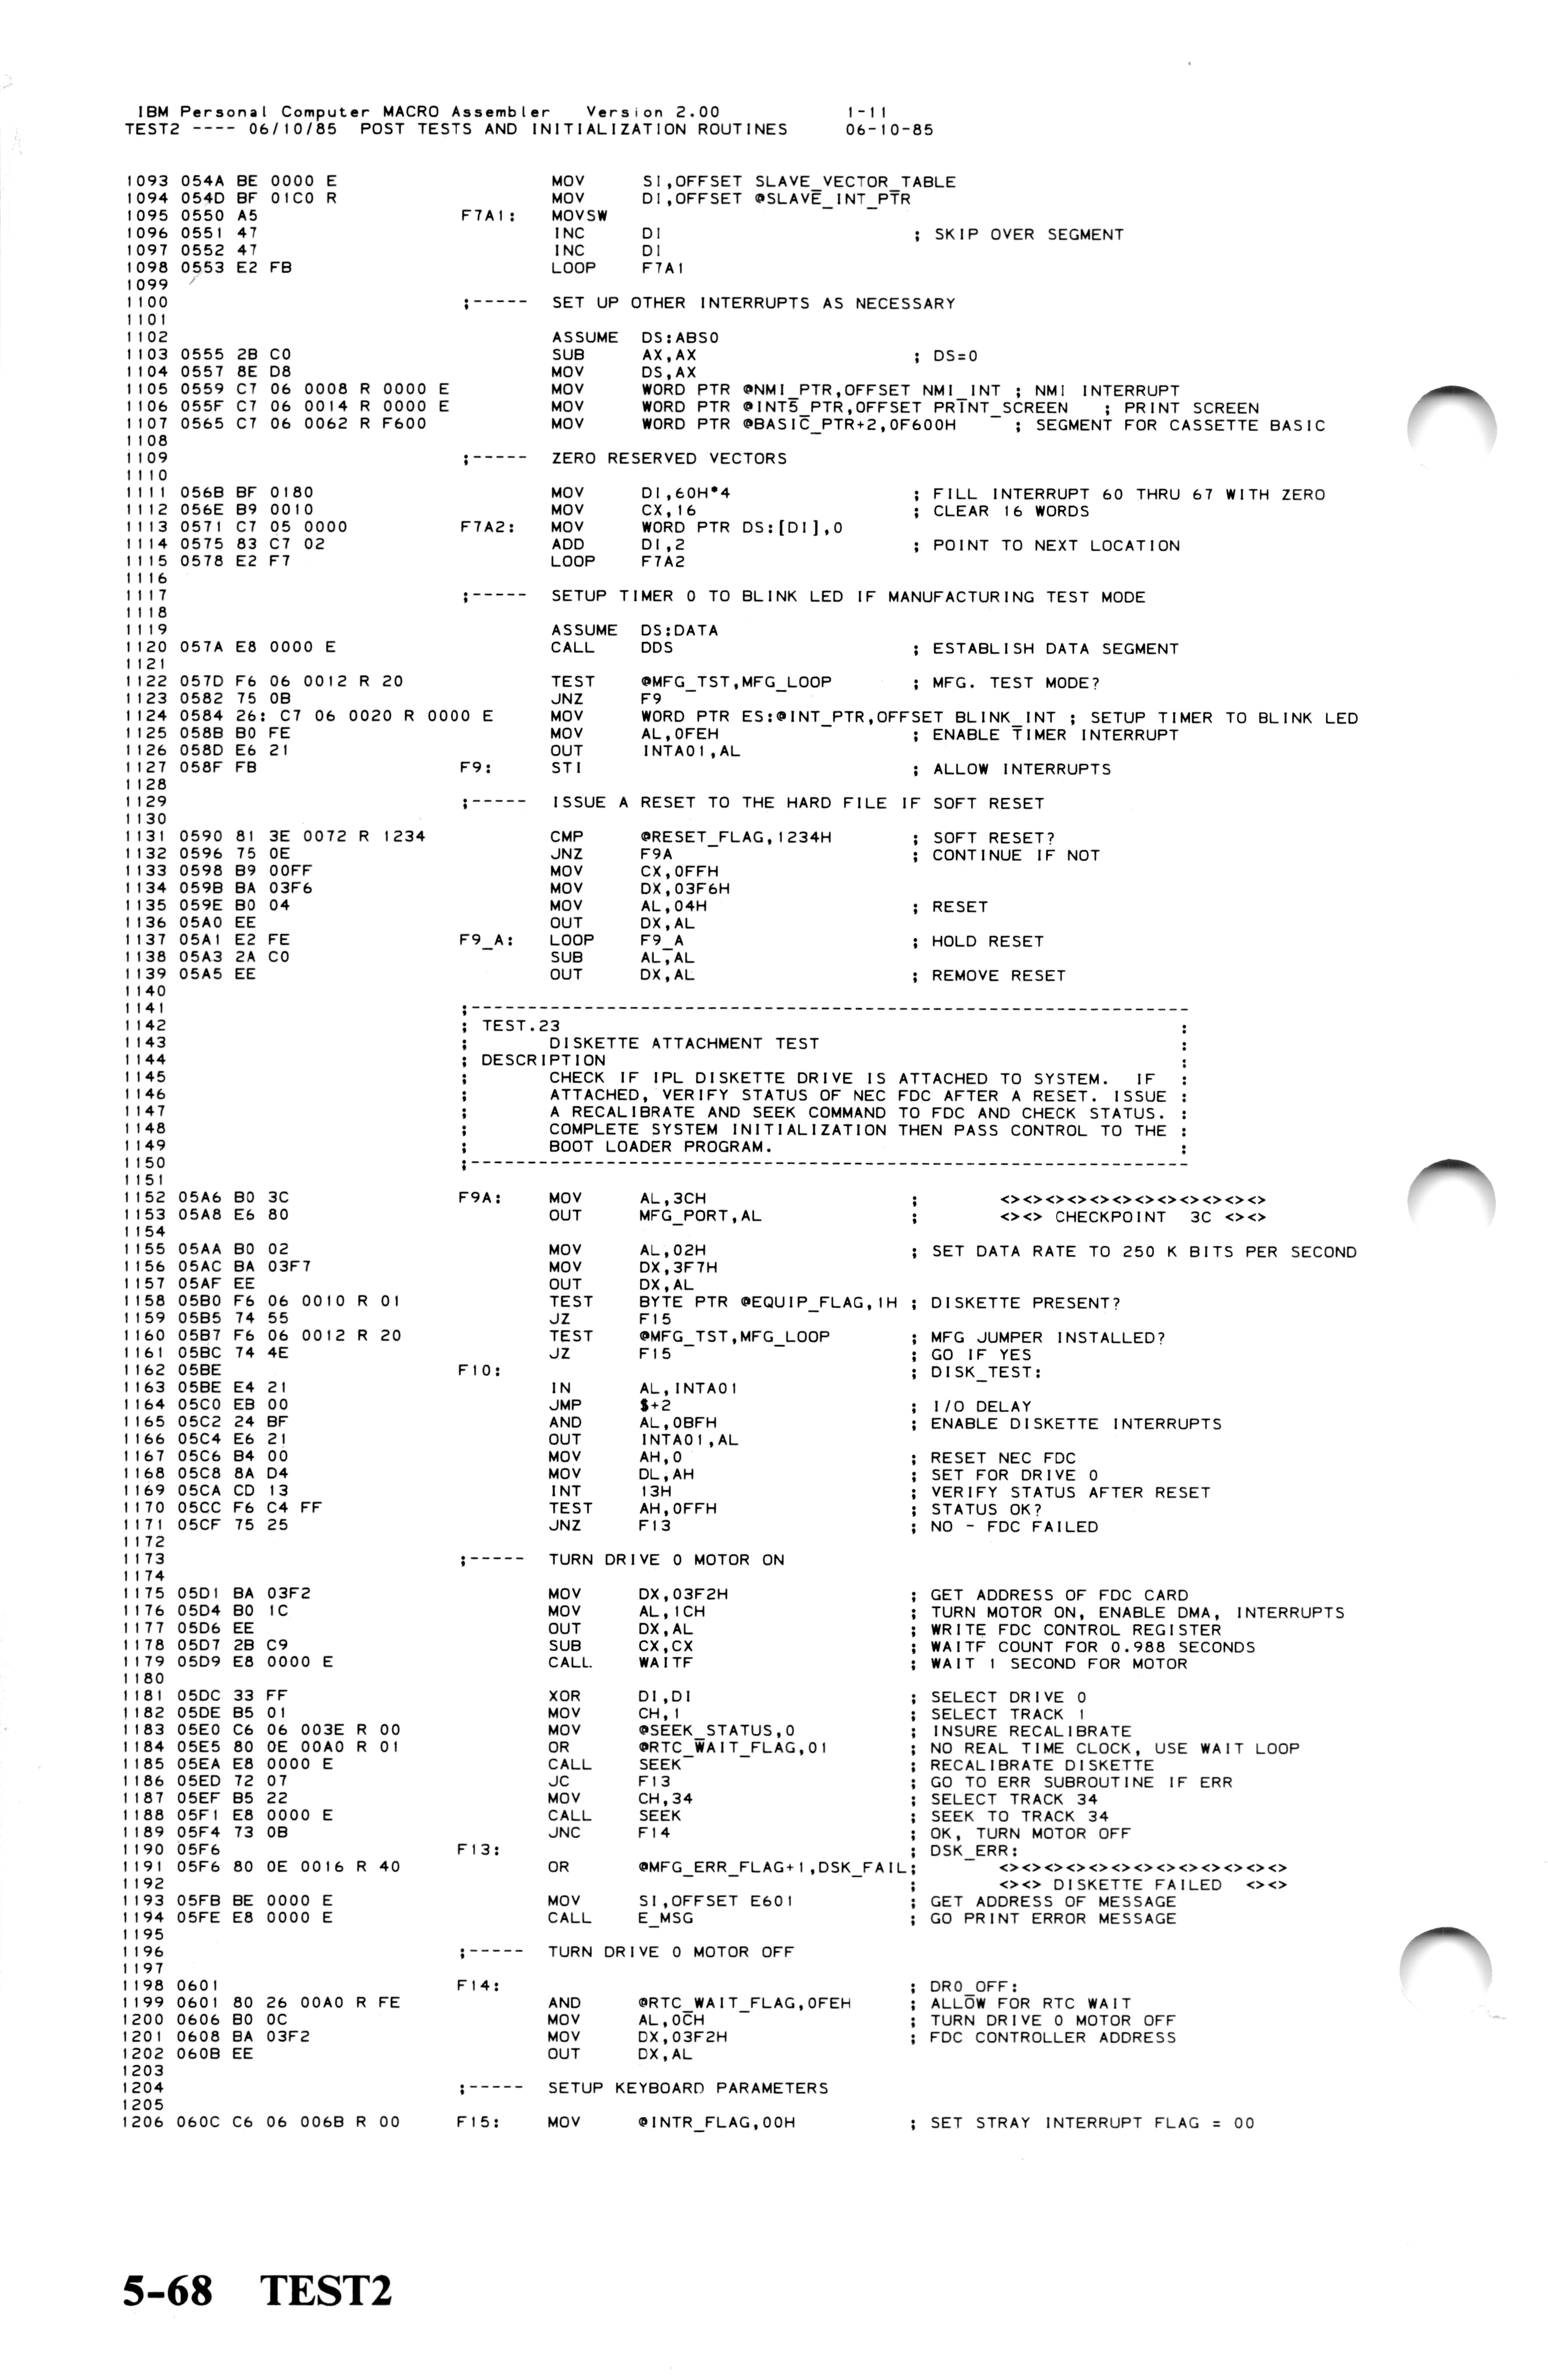 IBM Personal Computer MACRO Assembler   Version 2.00            1-11
TEST2 ---- 06/10/85  POST TESTS AND INITIALIZATION ROUTINES     06-10-85
1093 054A BE 0000 E                    MOV     SI,OFFSET SLAVE_VECTOR_TABLE
1094 054D BF 01C0 R                    MOV     DI,OFFSET @SLAVE_INT_PTR
1095 0550 A5                   F7A1:   MOVSW
1096 0551 47                           INC     DI                      ; SKIP OVER SEGMENT
1097 0552 47                           INC     DI
1098 0553 E2 FB                        LOOP    F7A1
1099
1100                           ;-----  SET UP OTHER INTERRUPTS AS NECESSARY
1101
1102                                   ASSUME  DS:ABS0
1103 0555 2B C0                        SUB     AX,AX                   ; DS=0
1104 0557 8E D8                        MOV     DS,AX
1105 0559 C7 06 0008 R 0000 E          MOV     WORD PTR @NMI_PTR,OFFSET NMI_INT ; NMI INTERRUPT
1106 055F C7 06 0014 R 0000 E          MOV     WORD PTR @INT5_PTR,OFFSET PRINT_SCREEN   ; PRINT SCREEN
1107 0565 C7 06 0062 R F600            MOV     WORD PTR @BASIC_PTR+2,0F600H     ; SEGMENT FOR CASSETTE BASIC
1108
1109                           ;-----  ZERO RESERVED VECTORS
1110
1111 056B BF 0180                      MOV     DI,60H*4                ; FILL INTERRUPT 60 THRU 67 WITH ZERO
1112 056E B9 0010                      MOV     CX,16                   ; CLEAR 16 WORDS
1113 0571 C7 05 0000           F7A2:   MOV     WORD PTR DS:[DI],0
1114 0575 83 C7 02                     ADD     DI,2                    ; POINT TO NEXT LOCATION
1115 0578 E2 F7                        LOOP    F7A2
1116
1117                           ;-----  SETUP TIMER 0 TO BLINK LED IF MANUFACTURING TEST MODE
1118
1119                                   ASSUME  DS:DATA
1120 057A E8 0000 E                    CALL    DDS                     ; ESTABLISH DATA SEGMENT
1121
1122 057D F6 06 0012 R 20              TEST    @MFG_TST,MFG_LOOP       ; MFG. TEST MODE?
1123 0582 75 0B                        JNZ     F9
1124 0584 26: C7 06 0020 R 0000 E      MOV     WORD PTR ES:@INT_PTR,OFFSET BLINK_INT ; SETUP TIMER TO BLINK LED
1125 058B B0 FE                        MOV     AL,0FEH                 ; ENABLE TIMER INTERRUPT
1126 058D E6 21                        OUT     INTA01,AL
1127 058F FB                   F9:     STI                             ; ALLOW INTERRUPTS
1128
1129                           ;-----  ISSUE A RESET TO THE HARD FILE IF SOFT RESET
1130
1131 0590 81 3E 0072 R 1234            CMP     @RESET_FLAG,1234H       ; SOFT RESET?
1132 0596 75 0E                        JNZ     F9A                     ; CONTINUE IF NOT
1133 0598 B9 00FF                      MOV     CX,0FFH
1134 059B BA 03F6                      MOV     DX,03F6H
1135 059E B0 04                        MOV     AL,04H                  ; RESET
1136 05A0 EE                           OUT     DX,AL
1137 05A1 E2 FE                F9_A:   LOOP    F9_A                    ; HOLD RESET
1138 05A3 2A C0                        SUB     AL,AL
1139 05A5 EE                           OUT     DX,AL                   ; REMOVE RESET
1140
1141                           ;----------------------------------------------------------------
1142                           ; TEST.23                                                       :
1143                           ;       DISKETTE ATTACHMENT TEST                                :
1144                           ; DESCRIPTION                                                   :
1145                           ;       CHECK IF IPL DISKETTE DRIVE IS ATTACHED TO SYSTEM.  IF  :
1146                           ;       ATTACHED, VERIFY STATUS OF NEC FDC AFTER A RESET. ISSUE :
1147                           ;       A RECALIBRATE AND SEEK COMMAND TO FDC AND CHECK STATUS. :
1148                           ;       COMPLETE SYSTEM INITIALIZATION THEN PASS CONTROL TO THE :
1149                           ;       BOOT LOADER PROGRAM.                                    :
1150                           ;----------------------------------------------------------------
1151
1152 05A6 B0 3C                F9A:    MOV     AL,3CH                  ;       <><><><><><><><><><><><>
1153 05A8 E6 80                        OUT     MFG_PORT,AL             ;       <><> CHECKPOINT  3C <><>
1154
1155 05AA B0 02                        MOV     AL,02H                  ; SET DATA RATE TO 250 K BITS PER SECOND
1156 05AC BA 03F7                      MOV     DX,3F7H
1157 05AF EE                           OUT     DX,AL
1158 05B0 F6 06 0010 R 01              TEST    BYTE PTR @EQUIP_FLAG,1H ; DISKETTE PRESENT?
1159 05B5 74 55                        JZ      F15
1160 05B7 F6 06 0012 R 20              TEST    @MFG_TST,MFG_LOOP       ; MFG JUMPER INSTALLED?
1161 05BC 74 4E                        JZ      F15                     ; GO IF YES
1162 05BE                      F10:                                    ; DISK_TEST:
1163 05BE E4 21                        IN      AL,INTA01
1164 05C0 EB 00                        JMP     $+2                     ; I/O DELAY
1165 05C2 24 BF                        AND     AL,0BFH                 ; ENABLE DISKETTE INTERRUPTS
1166 05C4 E6 21                        OUT     INTA01,AL
1167 05C6 B4 00                        MOV     AH,0                    ; RESET NEC FDC
1168 05C8 8A D4                        MOV     DL,AH                   ; SET FOR DRIVE 0
1169 05CA CD 13                        INT     13H                     ; VERIFY STATUS AFTER RESET
1170 05CC F6 C4 FF                     TEST    AH,0FFH                 ; STATUS OK?
1171 05CF 75 25                        JNZ     F13                     ; NO - FDC FAILED
1172
1173                           ;-----  TURN DRIVE 0 MOTOR ON
1174
1175 05D1 BA 03F2                      MOV     DX,03F2H                ; GET ADDRESS OF FDC CARD
1176 05D4 B0 1C                        MOV     AL,1CH                  ; TURN MOTOR ON, ENABLE DMA, INTERRUPTS
1177 05D6 EE                           OUT     DX,AL                   ; WRITE FDC CONTROL REGISTER
1178 05D7 2B C9                        SUB     CX,CX                   ; WAITF COUNT FOR 0.988 SECONDS
1179 05D9 E8 0000 E                    CALL    WAITF                   ; WAIT 1 SECOND FOR MOTOR
1180
1181 05DC 33 FF                        XOR     DI,DI                   ; SELECT DRIVE 0
1182 05DE B5 01                        MOV     CH,1                    ; SELECT TRACK 1
1183 05E0 C6 06 003E R 00              MOV     @SEEK_STATUS,0          ; INSURE RECALIBRATE
1184 05E5 80 0E 00A0 R 01              OR      @RTC_WAIT_FLAG,01       ; NO REAL TIME CLOCK, USE WAIT LOOP
1185 05EA E8 0000 E                    CALL    SEEK                    ; RECALIBRATE DISKETTE
1186 05ED 72 07                        JC      F13                     ; GO TO ERR SUBROUTINE IF ERR
1187 05EF B5 22                        MOV     CH,34                   ; SELECT TRACK 34
1188 05F1 E8 0000 E                    CALL    SEEK                    ; SEEK TO TRACK 34
1189 05F4 73 0B                        JNC     F14                     ; OK, TURN MOTOR OFF
1190 05F6                      F13:                                    ; DSK_ERR:
1191 05F6 80 0E 0016 R 40              OR      @MFG_ERR_FLAG+1,DSK_FAIL;       <><><><><><><><><><><><><>
1192                                                                   ;       <><> DISKETTE FAILED  <><>
1193 05FB BE 0000 E                    MOV     SI,OFFSET E601          ; GET ADDRESS OF MESSAGE
1194 05FE E8 0000 E                    CALL    E_MSG                   ; GO PRINT ERROR MESSAGE
1195
1196                           ;-----  TURN DRIVE 0 MOTOR OFF
1197
1198 0601                      F14:                                    ; DR0_OFF:
1199 0601 80 26 00A0 R FE              AND     @RTC_WAIT_FLAG,0FEH     ; ALLOW FOR RTC WAIT
1200 0606 B0 0C                        MOV     AL,0CH                  ; TURN DRIVE 0 MOTOR OFF
1201 0608 BA 03F2                      MOV     DX,03F2H                ; FDC CONTROLLER ADDRESS
1202 060B EE                           OUT     DX,AL
1203
1204                           ;-----  SETUP KEYBOARD PARAMETERS
1205
1206 060C C6 06 006B R 00      F15:    MOV     @INTR_FLAG,00H          ; SET STRAY INTERRUPT FLAG = 00
5-68   TEST2